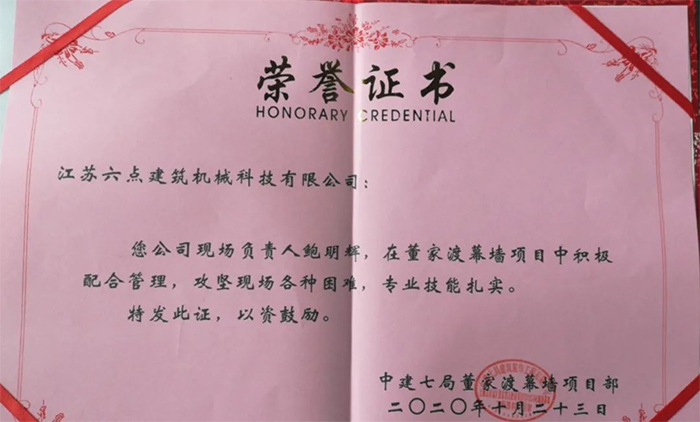 荣誉证书
HONORARY CREDENTIAL
江苏六点建筑机械科技有限公司：
您公司现场负责人鲍明辉，在董家渡幕墙项目中积极
配合管理，攻坚现场各种困难，专业技能扎实。
特发此证，以资鼓励。
中建七局董家渡幕墙项目部
二〇二〇年十月二十三日